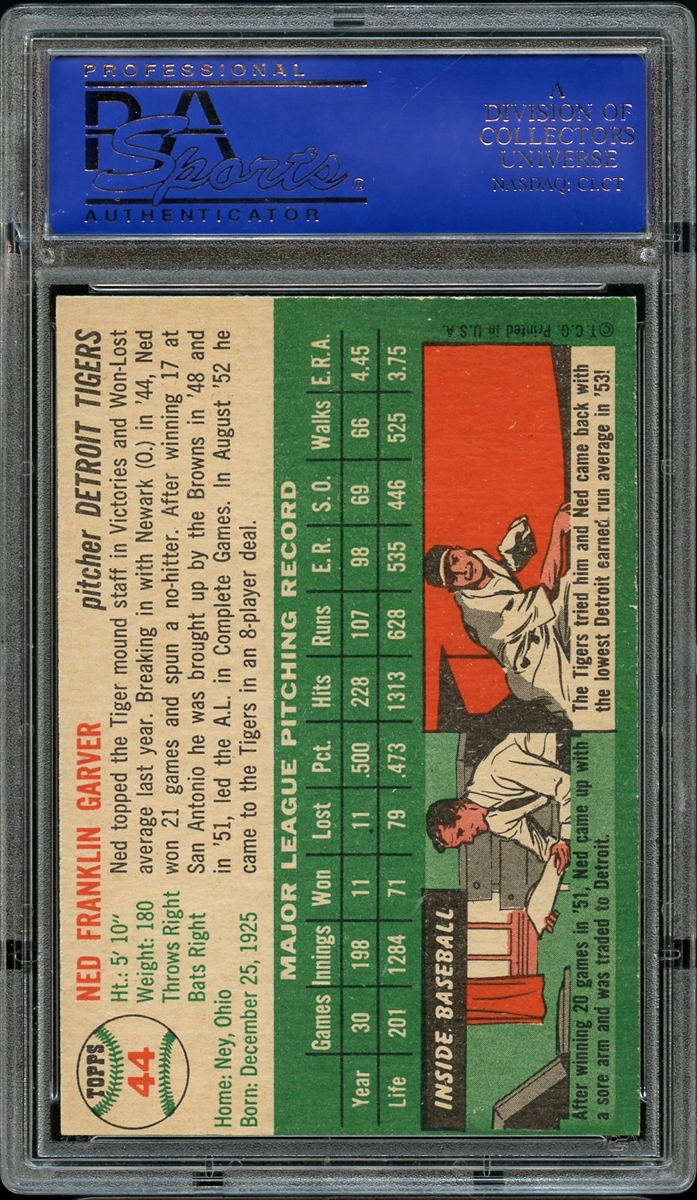 PROFESSIONAL
PSA
Sports®
AUTHENTICATOR
A
DIVISION OF
COLLECTORS
UNIVERSE
NASDAQ: CLCT
TOPPS
44
NED FRANKLIN GARVER
pitcher DETROIT TIGERS
Ht.: 5' 10"
Weight: 180
Throws Right
Bats Right
Home: Ney, Ohio
Born: December 25, 1925
Ned topped the Tiger mound staff in Victories and Won-Lost
average last year. Breaking in with Newark (O.) in '44, Ned
won 21 games and spun a no-hitter. After winning 17 at
San Antonio he was brought up by the Browns in '48 and
in '51, led the A.L. in Complete Games. In August '52 he
came to the Tigers in an 8-player deal.
MAJOR LEAGUE PITCHING RECORD
Games Innings Won Lost Pct. Hits Runs E.R. S.O. Walks E.R.A.
Year 30 198 11 11 .500 228 107 98 69 66 4.45
Life 201 1284 71 79 .473 1313 628 535 446 525 3.75
INSIDE BASEBALL
After winning 20 games in '51, Ned came up with
a sore arm and was traded to Detroit.
The Tigers tried him and Ned came back with
the lowest Detroit earned run average in '53!
©T.C.G. Printed in U.S.A.